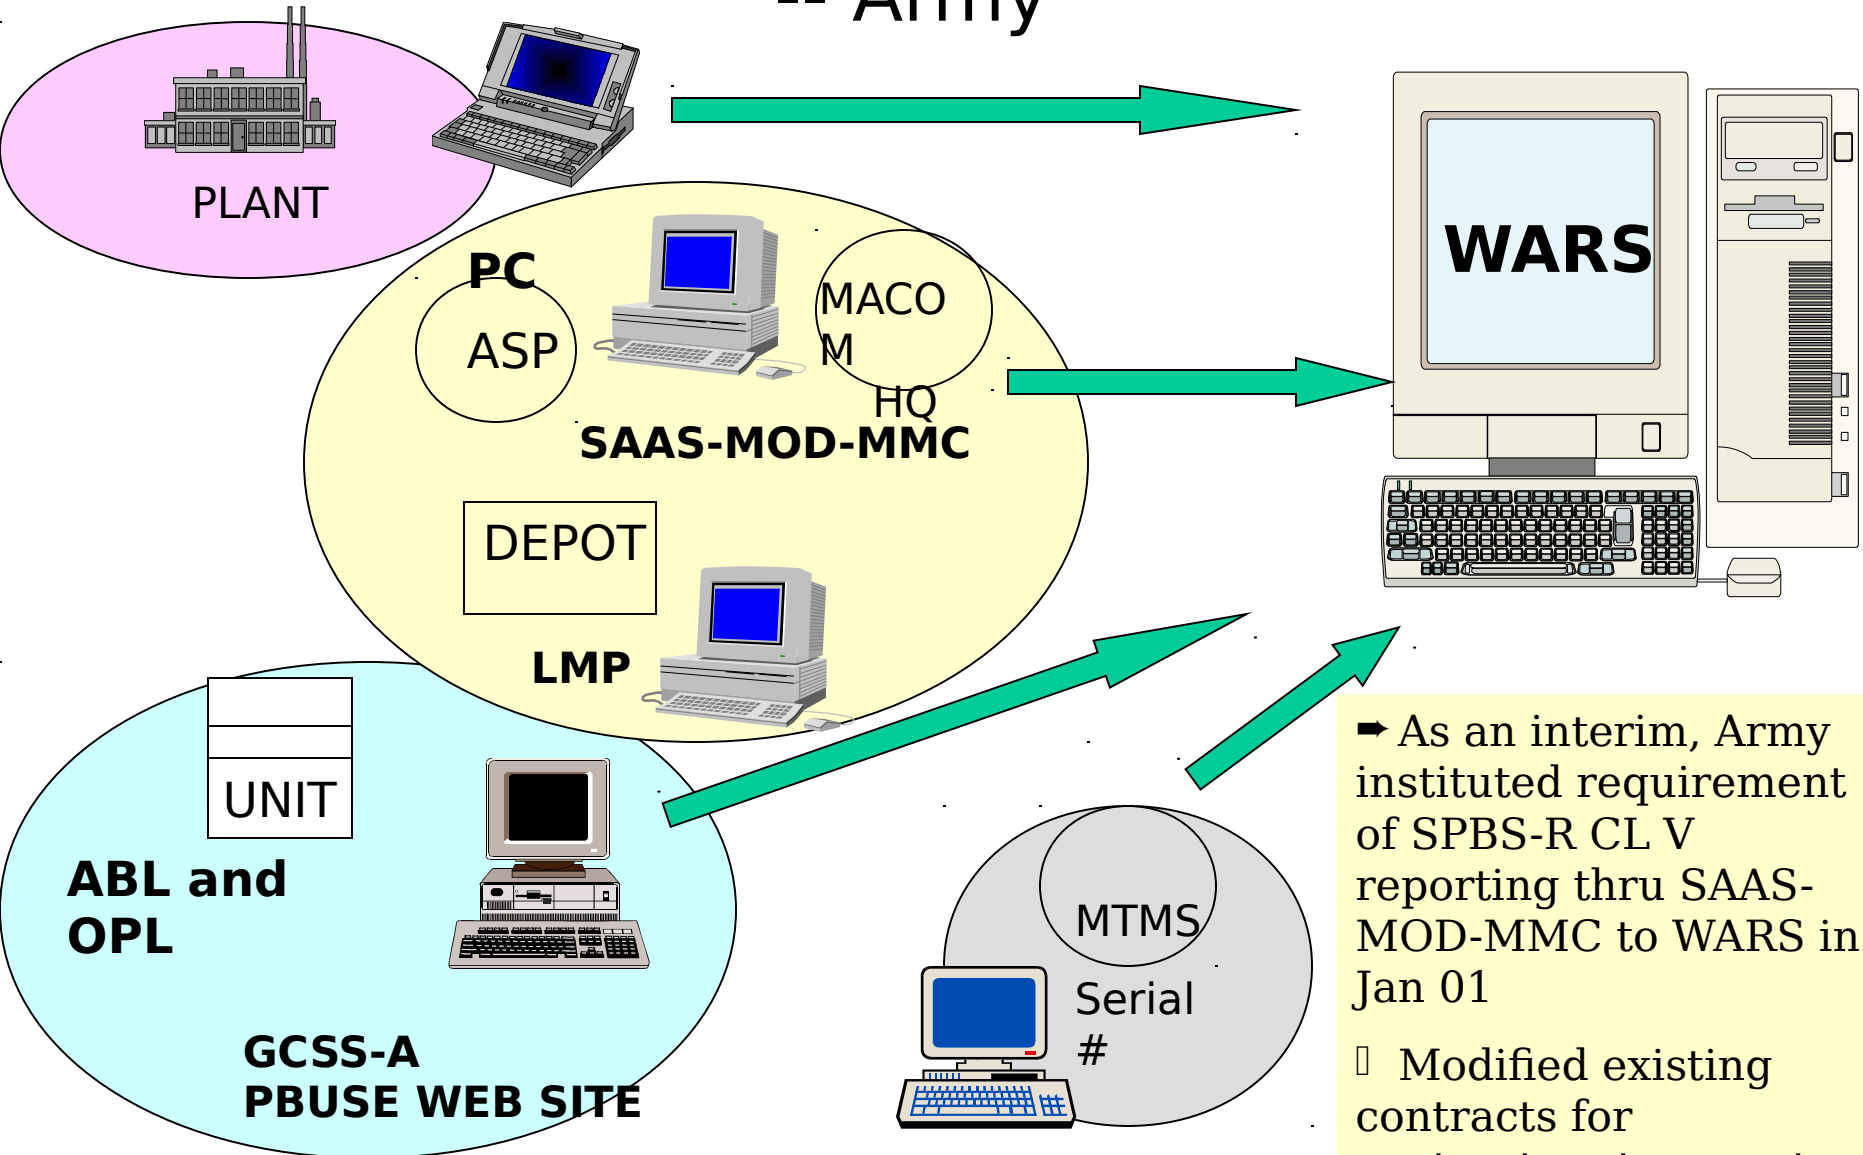 -- Army
PLANT
PC
ASP
MACO
M
HQ
SAAS-MOD-MMC
DEPOT
LMP
WARS
UNIT
ABL and
OPL
GCSS-A
PBUSE WEB SITE
MTMS
Serial
#
➨ As an interim, Army
instituted requirement
of SPBS-R CL V
reporting thru SAAS-
MOD-MMC to WARS in
Jan 01
Modified existing
contracts for